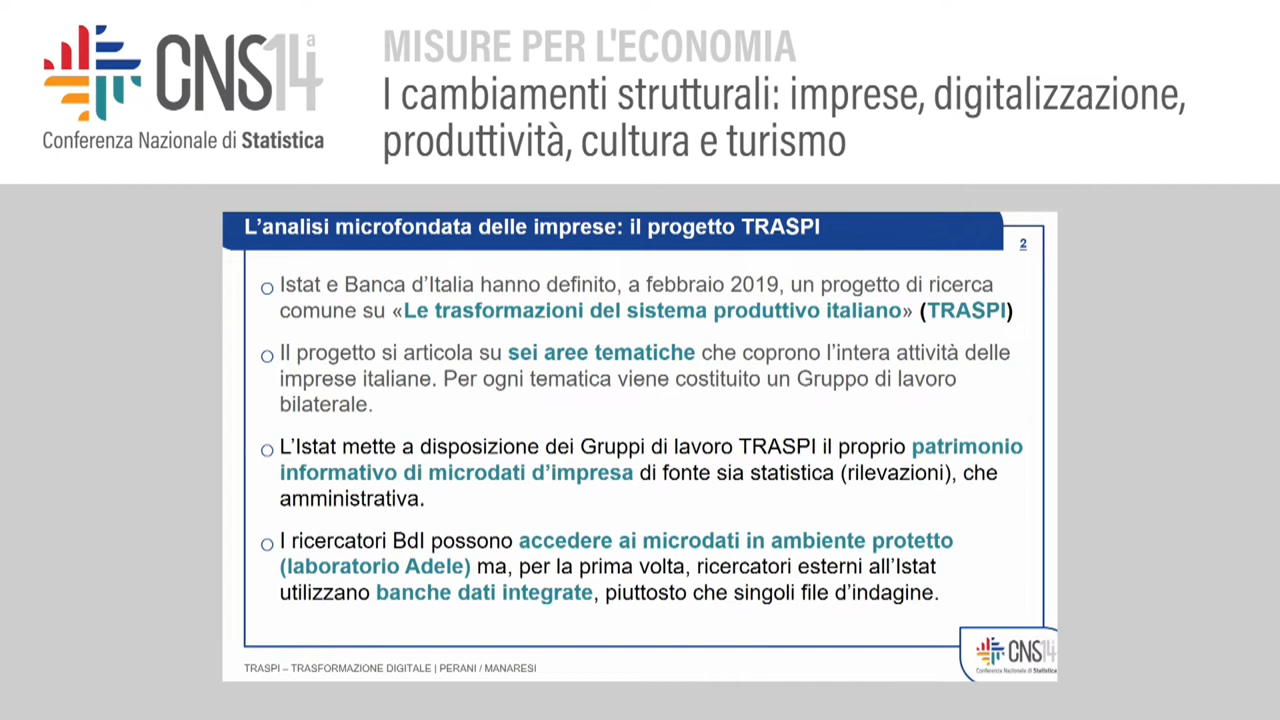 CNS14a
Conferenza Nazionale di Statistica
MISURE PER L'ECONOMIA
I cambiamenti strutturali: imprese, digitalizzazione,
produttività, cultura e turismo
L'analisi microfondata delle imprese: il progetto TRASPI
2
Istat e Banca d'Italia hanno definito, a febbraio 2019, un progetto di ricerca
comune su «Le trasformazioni del sistema produttivo italiano» (TRASPI)
Il progetto si articola su sei aree tematiche che coprono l'intera attività delle
imprese italiane. Per ogni tematica viene costituito un Gruppo di lavoro
bilaterale.
L'Istat mette a disposizione dei Gruppi di lavoro TRASPI il proprio patrimonio
informativo di microdati d'impresa di fonte sia statistica (rilevazioni), che
amministrativa.
I ricercatori BdI possono accedere ai microdati in ambiente protetto
(laboratorio Adele) ma, per la prima volta, ricercatori esterni all'Istat
utilizzano banche dati integrate, piuttosto che singoli file d'indagine.
TRASPI – TRASFORMAZIONE DIGITALE | PERANI / MANARESI
CNS14
Conferenza Nazionale di Statistica